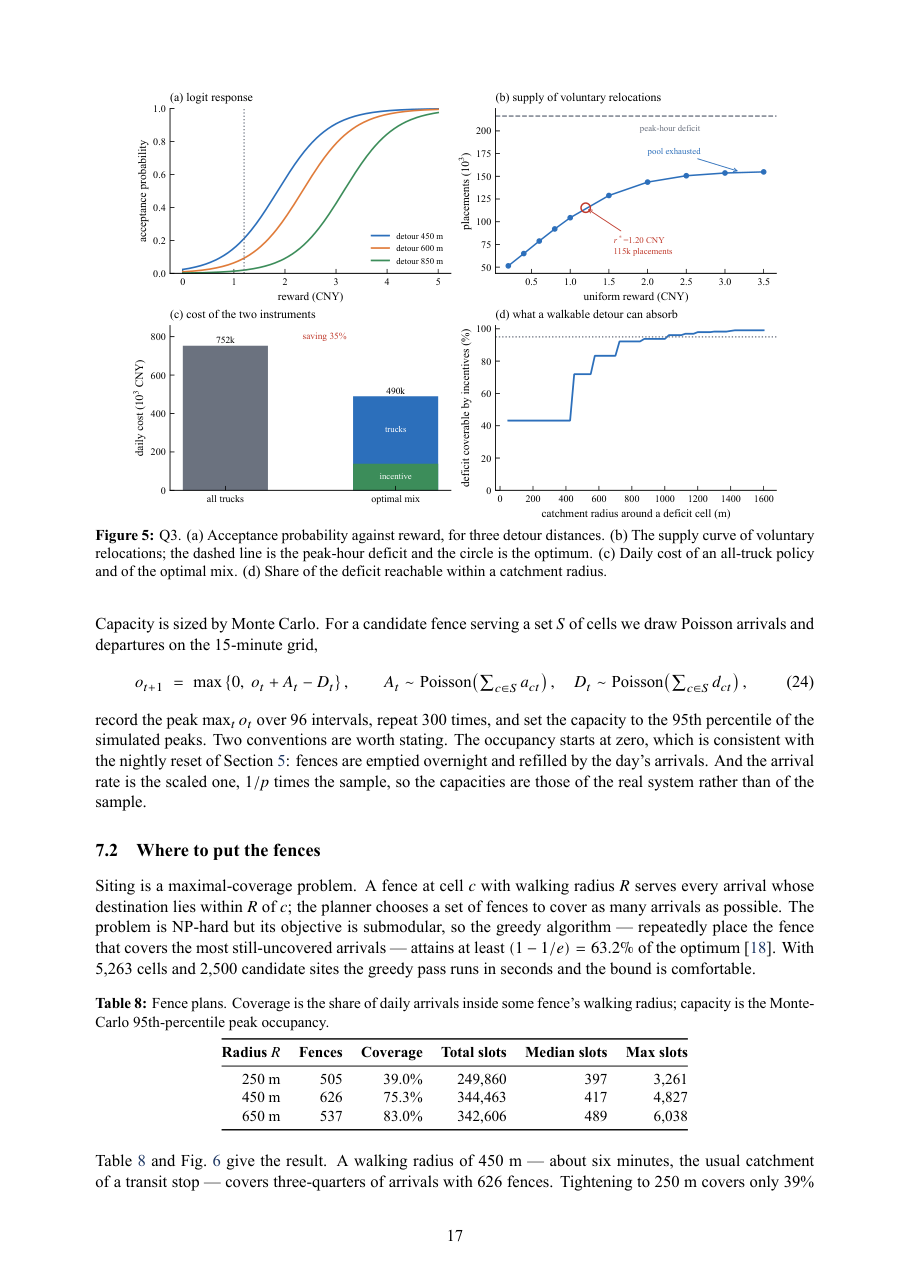 (a) logit response
1.0
0.8
0.6
0.4
0.2
0.0
acceptance probability
detour 450 m
detour 600 m
detour 850 m
0 1 2 3 4 5
reward (CNY)
(b) supply of voluntary relocations
200
175
150
125
100
75
50
placements (10³)
peak-hour deficit
pool exhausted
r*=1.20 CNY
115k placements
0.5 1.0 1.5 2.0 2.5 3.0 3.5
uniform reward (CNY)
(c) cost of the two instruments
800
600
400
200
0
daily cost (10³ CNY)
752k
saving 35%
490k
trucks
incentive
all trucks optimal mix
(d) what a walkable detour can absorb
100
80
60
40
20
0
deficit coverable by incentives (%)
0 200 400 600 800 1000 1200 1400 1600
catchment radius around a deficit cell (m)
Figure 5: Q3. (a) Acceptance probability against reward, for three detour distances. (b) The supply curve of voluntary
relocations; the dashed line is the peak-hour deficit and the circle is the optimum. (c) Daily cost of an all-truck policy
and of the optimal mix. (d) Share of the deficit reachable within a catchment radius.
Capacity is sized by Monte Carlo. For a candidate fence serving a set S of cells we draw Poisson arrivals and
departures on the 15-minute grid,
oₜ₊₁ = max {0, oₜ + Aₜ − Dₜ} , Aₜ ~ Poisson(∑c∈S act) , Dₜ ~ Poisson(∑c∈S dct) , (24)
record the peak maxₜ oₜ over 96 intervals, repeat 300 times, and set the capacity to the 95th percentile of the
simulated peaks. Two conventions are worth stating. The occupancy starts at zero, which is consistent with
the nightly reset of Section 5: fences are emptied overnight and refilled by the day's arrivals. And the arrival
rate is the scaled one, 1/p times the sample, so the capacities are those of the real system rather than of the
sample.
7.2 Where to put the fences
Siting is a maximal-coverage problem. A fence at cell c with walking radius R serves every arrival whose
destination lies within R of c; the planner chooses a set of fences to cover as many arrivals as possible. The
problem is NP-hard but its objective is submodular, so the greedy algorithm — repeatedly place the fence
that covers the most still-uncovered arrivals — attains at least (1 − 1/e) = 63.2% of the optimum [18]. With
5,263 cells and 2,500 candidate sites the greedy pass runs in seconds and the bound is comfortable.
Table 8: Fence plans. Coverage is the share of daily arrivals inside some fence's walking radius; capacity is the Monte-
Carlo 95th-percentile peak occupancy.
Radius R Fences Coverage Total slots Median slots Max slots
250 m 505 39.0% 249,860 397 3,261
450 m 626 75.3% 344,463 417 4,827
650 m 537 83.0% 342,606 489 6,038
Table 8 and Fig. 6 give the result. A walking radius of 450 m — about six minutes, the usual catchment
of a transit stop — covers three-quarters of arrivals with 626 fences. Tightening to 250 m covers only 39%
17